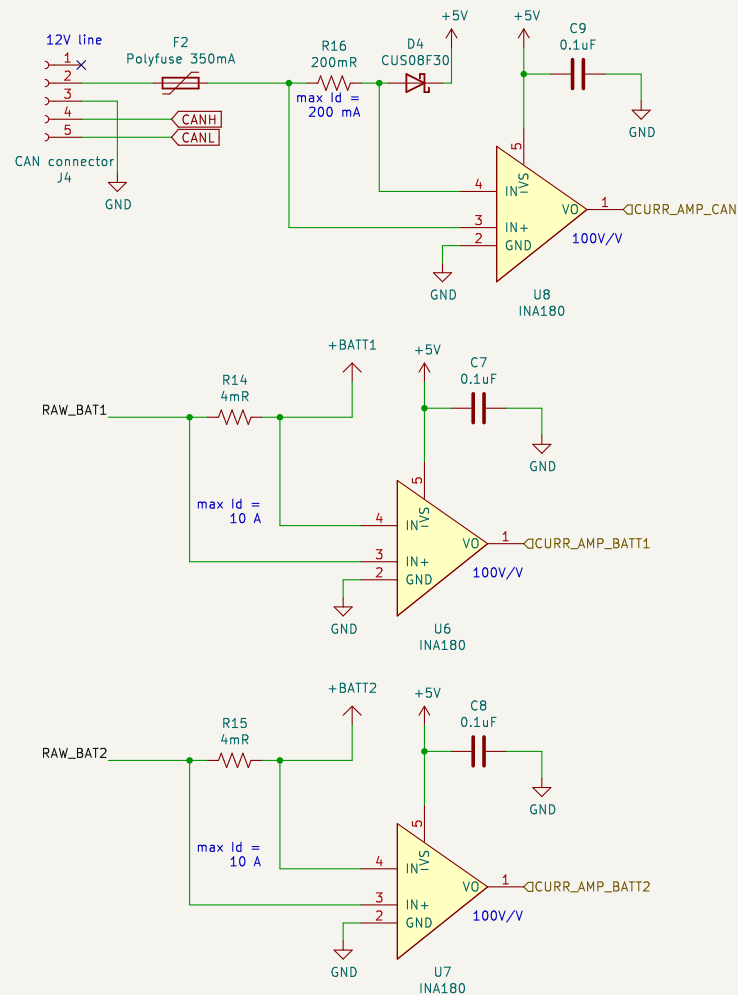 12V line
1
2
3
4
5
CAN connector
J4
GND
CANH
CANL
F2
Polyfuse 350mA
R16
200mR
max Id =
200 mA
D4
CUS08F30
+5V
+5V
C9
0.1uF
GND
5
VS
4
IN-
3
IN+
2
GND
VO
1
CURR_AMP_CAN
100V/V
GND
U8
INA180
RAW_BAT1
R14
4mR
+BATT1
max Id =
10 A
+5V
C7
0.1uF
GND
5
VS
4
IN-
3
IN+
2
GND
VO
1
CURR_AMP_BATT1
100V/V
GND
U6
INA180
RAW_BAT2
R15
4mR
+BATT2
max Id =
10 A
+5V
C8
0.1uF
GND
5
VS
4
IN-
3
IN+
2
GND
VO
1
CURR_AMP_BATT2
100V/V
GND
U7
INA180